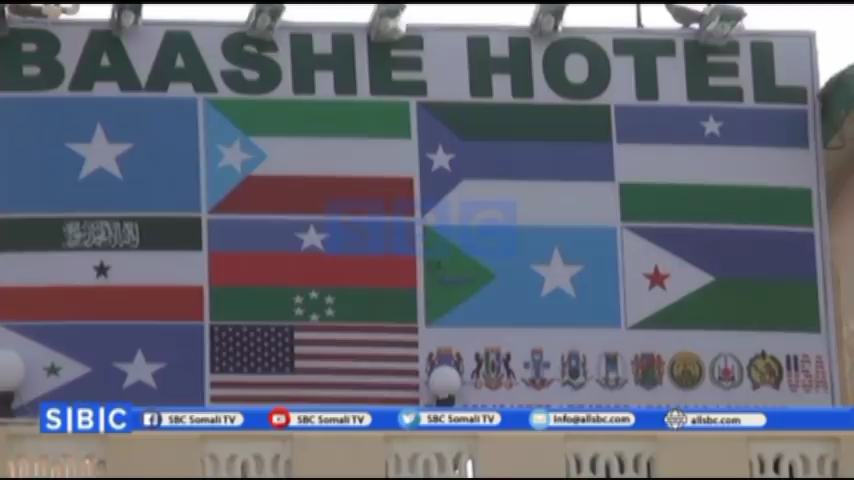 BAASHE HOTEL
SBC
USA
S|B|C SBC Somali TV SBC Somali TV SBC Somali TV info@allsbc.com allsbc.com